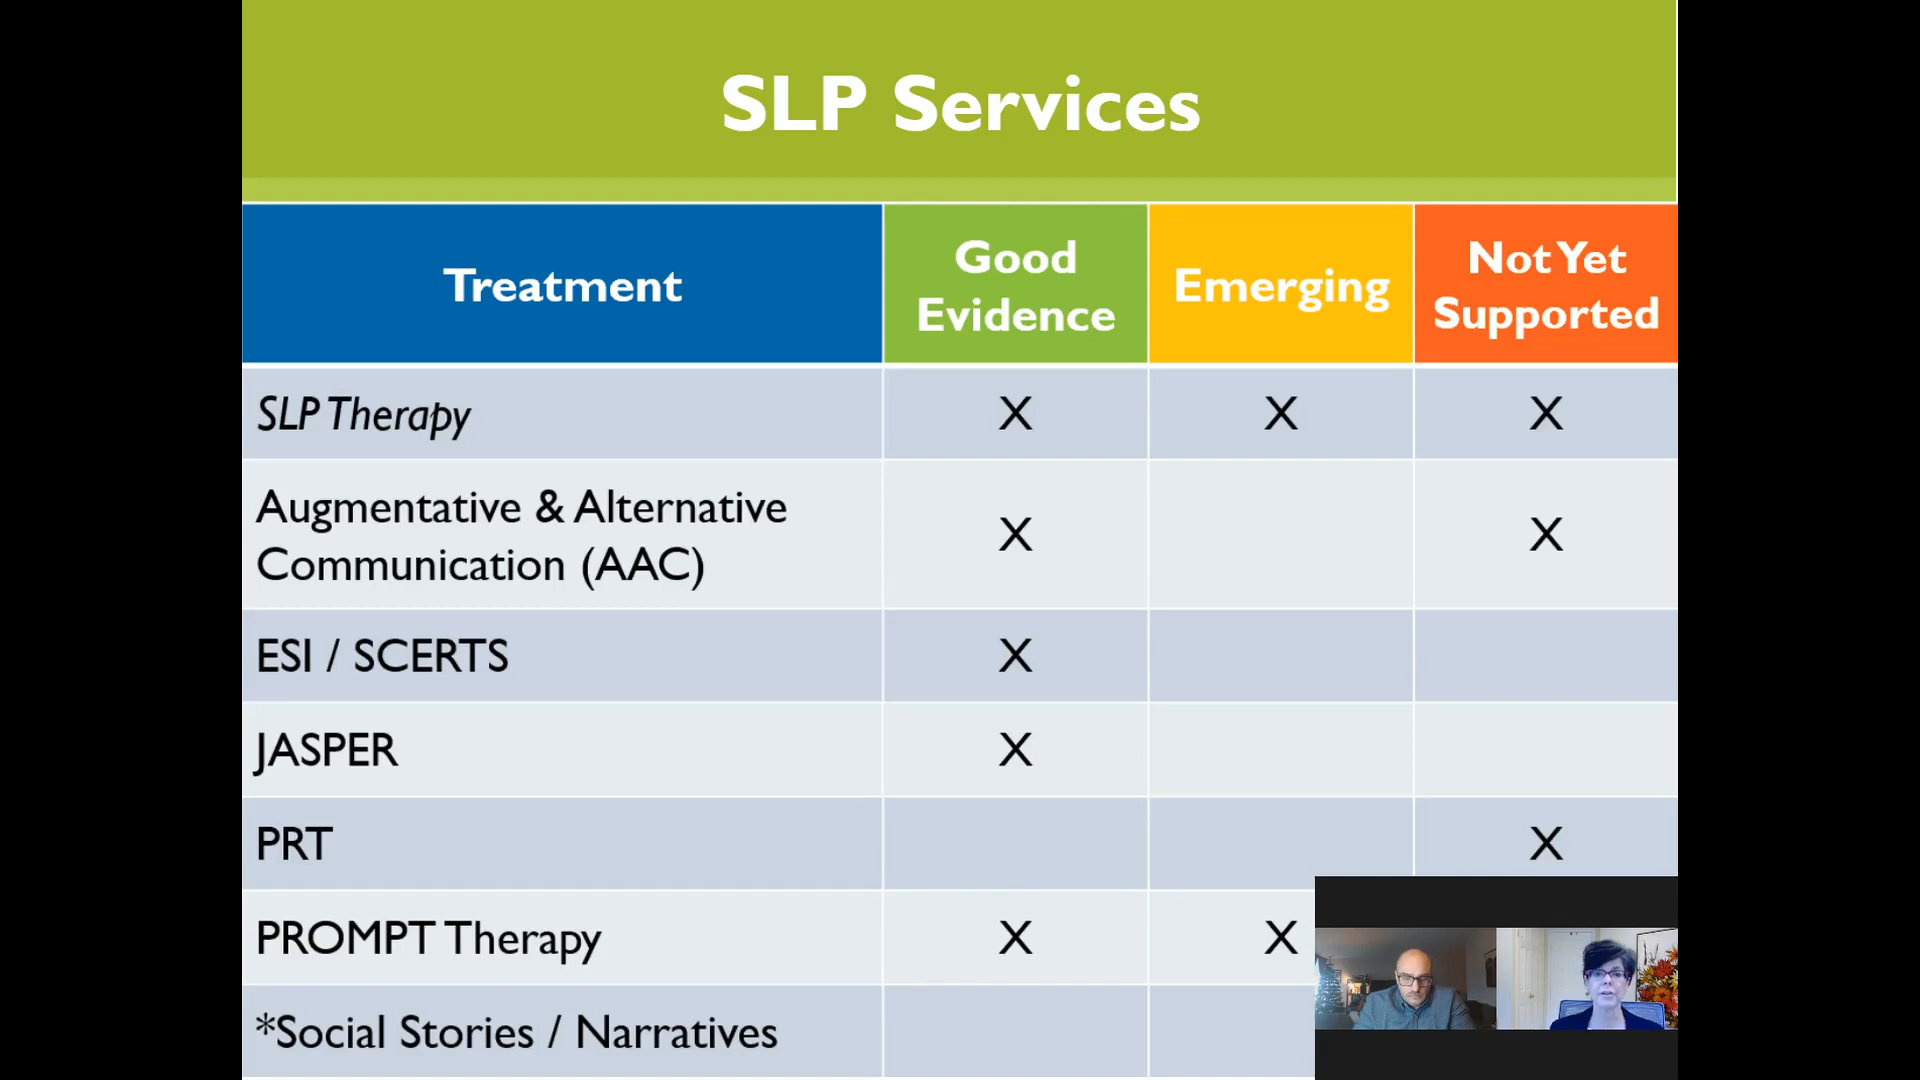 SLP Services
Treatment
Good
Evidence
Emerging
Not Yet
Supported
SLP Therapy X X X
Augmentative & Alternative
Communication (AAC) X X
ESI / SCERTS X
JASPER X
PRT X
PROMPT Therapy X X
*Social Stories / Narratives